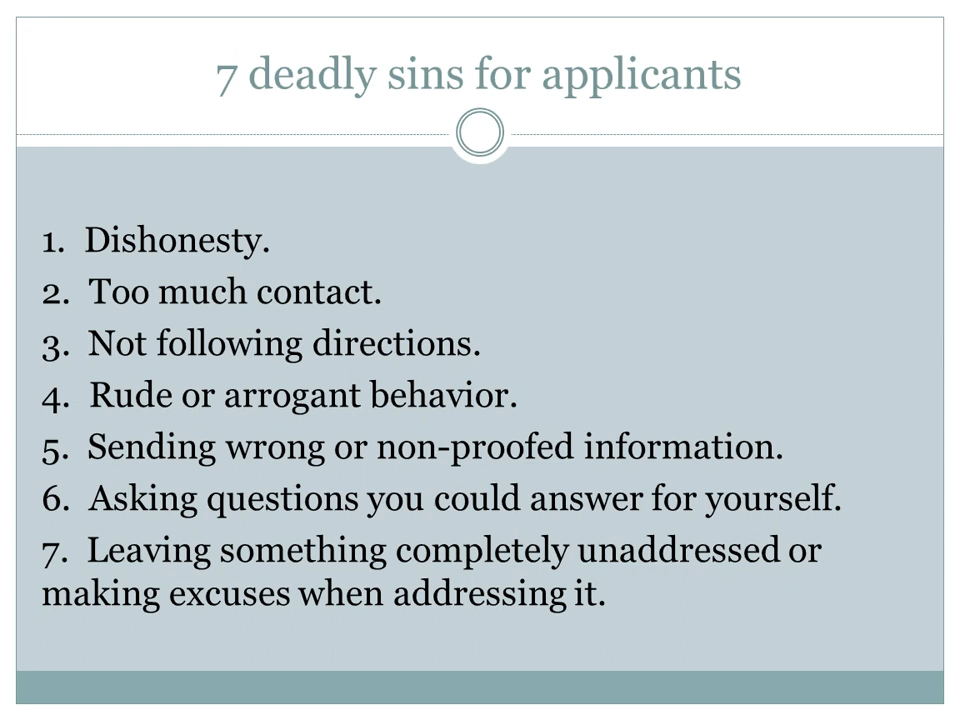 7 deadly sins for applicants
1. Dishonesty.
2. Too much contact.
3. Not following directions.
4. Rude or arrogant behavior.
5. Sending wrong or non-proofed information.
6. Asking questions you could answer for yourself.
7. Leaving something completely unaddressed or
making excuses when addressing it.